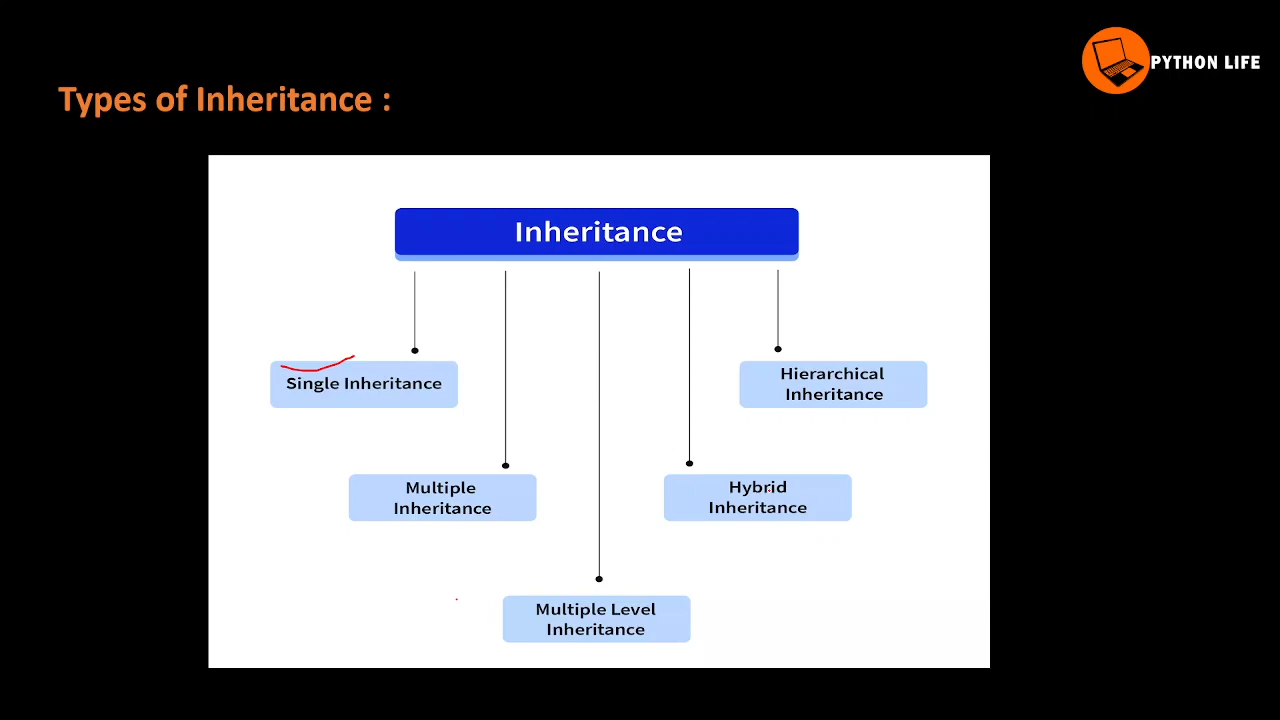 PYTHON LIFE
Types of Inheritance :
Inheritance
Single Inheritance
Hierarchical
Inheritance
Multiple
Inheritance
Hybrid
Inheritance
Multiple Level
Inheritance